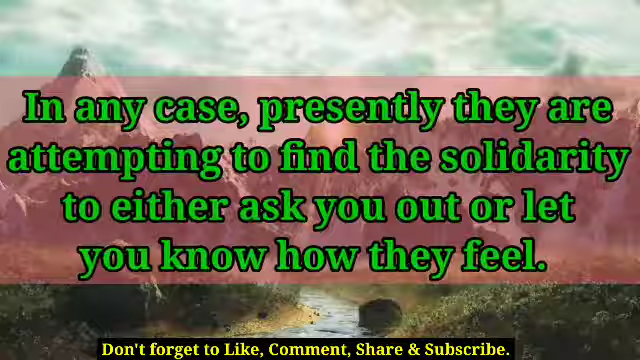 In any case, presently they are
attempting to find the solidarity
to either ask you out or let
you know how they feel.
Don't forget to Like, Comment, Share & Subscribe.